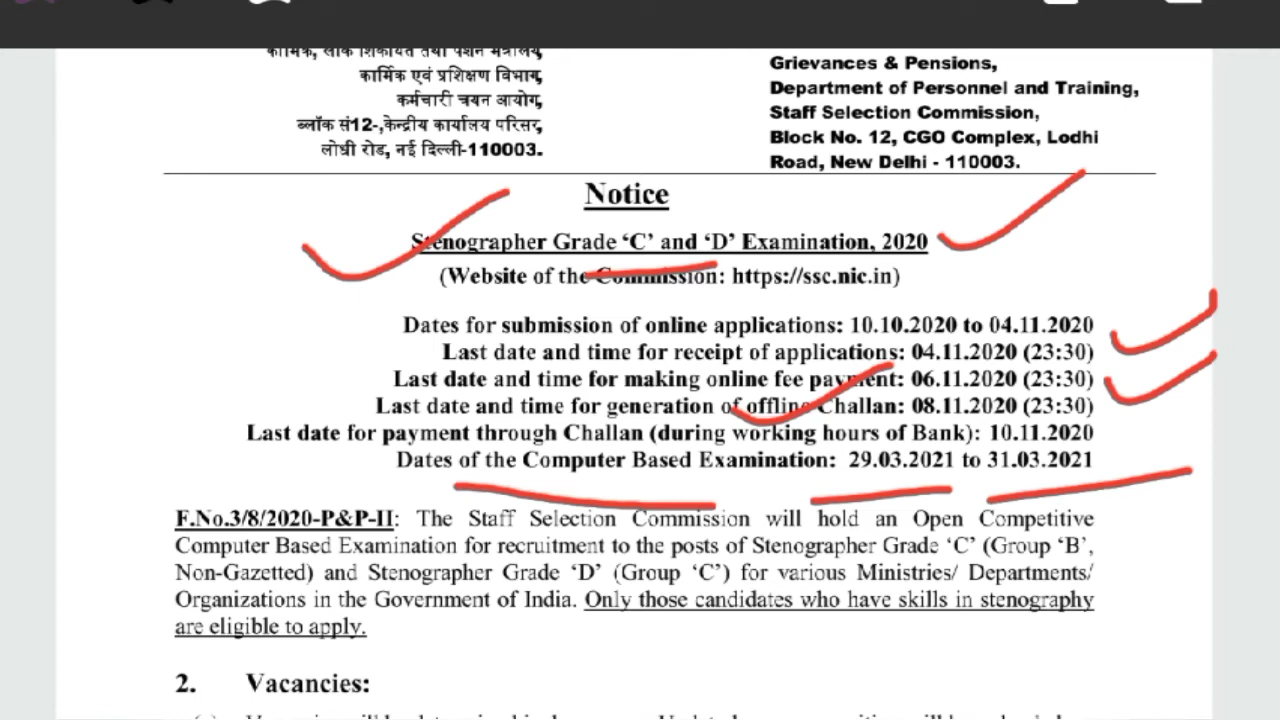 कार्मिक, लोक शिकायत तथा पेंशन मंत्रालय,
कार्मिक एवं प्रशिक्षण विभाग,
कर्मचारी चयन आयोग,
ब्लॉक सं12-,केन्द्रीय कार्यालय परिसर,
लोधी रोड, नई दिल्ली-110003.
Grievances & Pensions,
Department of Personnel and Training,
Staff Selection Commission,
Block No. 12, CGO Complex, Lodhi
Road, New Delhi - 110003.
Notice
Stenographer Grade ‘C’ and ‘D’ Examination, 2020
(Website of the Commission: https://ssc.nic.in)
Dates for submission of online applications: 10.10.2020 to 04.11.2020
Last date and time for receipt of applications: 04.11.2020 (23:30)
Last date and time for making online fee payment: 06.11.2020 (23:30)
Last date and time for generation of offline Challan: 08.11.2020 (23:30)
Last date for payment through Challan (during working hours of Bank): 10.11.2020
Dates of the Computer Based Examination: 29.03.2021 to 31.03.2021
F.No.3/8/2020-P&P-II: The Staff Selection Commission will hold an Open Competitive
Computer Based Examination for recruitment to the posts of Stenographer Grade ‘C’ (Group ‘B’,
Non-Gazetted) and Stenographer Grade ‘D’ (Group ‘C’) for various Ministries/ Departments/
Organizations in the Government of India. Only those candidates who have skills in stenography
are eligible to apply.
2. Vacancies: